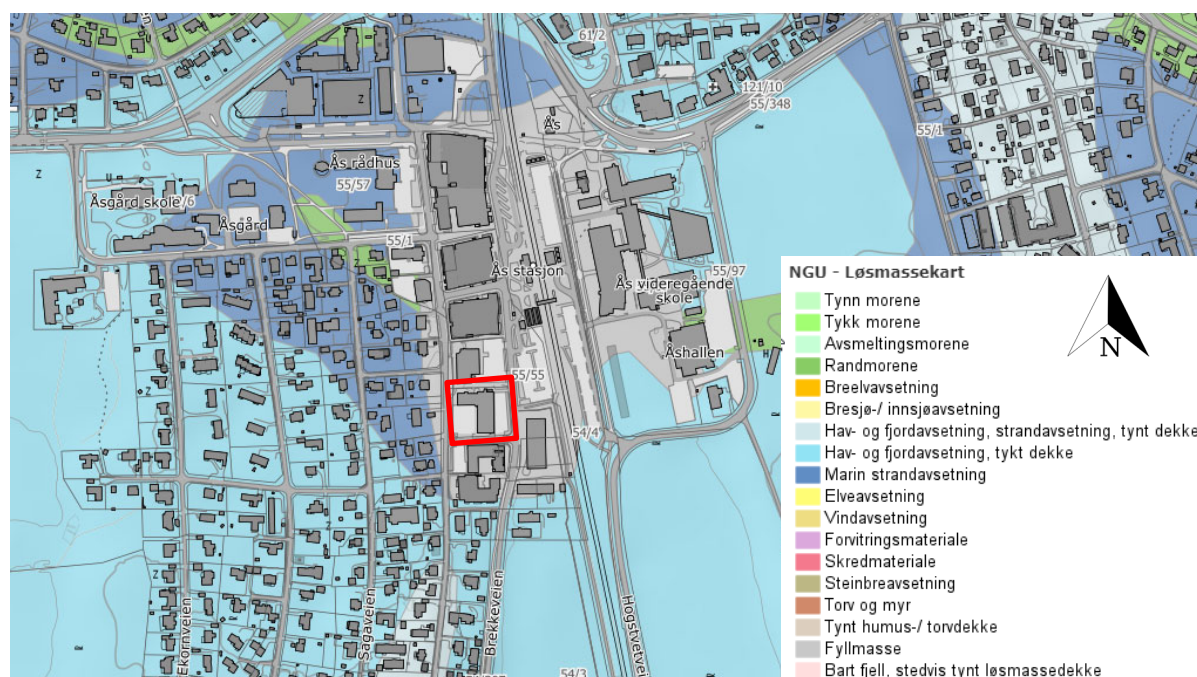 61/2
121/10
55/348
55/1
Z
Ås
Z
Ås rådhus
55/57
Åsgård skole
/6
Åsgård
55/1
Ås stasjon
55/97
Ås videregående
skole
Åshallen
B
H
55/55
54/4
Z
Z
Z
Ekornveien
Sagaveien
Brekkeveien
Hogstvetvei
54/3
NGU - Løsmassekart
Tynn morene
Tykk morene
Avsmeltingsmorene
Randmorene
Breelvavsetning
Bresjø-/ innsjøavsetning
Hav- og fjordavsetning, strandavsetning, tynt dekke
Hav- og fjordavsetning, tykt dekke
Marin strandavsetning
Elveavsetning
Vindavsetning
Forvitringsmateriale
Skredmateriale
Steinbreavsetning
Torv og myr
Tynt humus-/ torvdekke
Fyllmasse
Bart fjell, stedvis tynt løsmassedekke
N